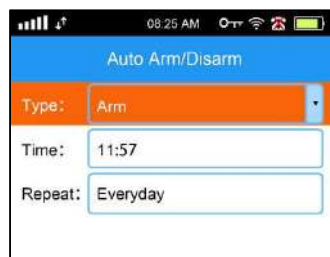 08:25 AM
Auto Arm/Disarm
Type: Arm
Time: 11:57
Repeat: Everyday